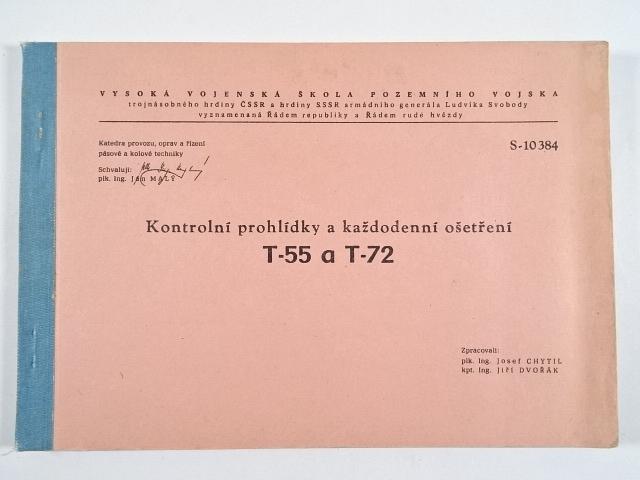 VYSOKÁ VOJENSKÁ ŠKOLA POZEMNÍHO VOJSKA
trojnásobného hrdiny ČSSR a hrdiny SSSR armádního generála Ludvíka Svobody
vyznamenaná Řádem republiky a Řádem rudé hvězdy
Katedra provozu, oprav a řízení
pásové a kolové techniky
S-10384
Schvaluji:
plk. Ing. Ján MALÝ
Kontrolní prohlídky a každodenní ošetření
T-55 a T-72
Zpracovali:
plk. Ing. Josef CHYTIL
kpt. Ing. Jiří DVOŘÁK